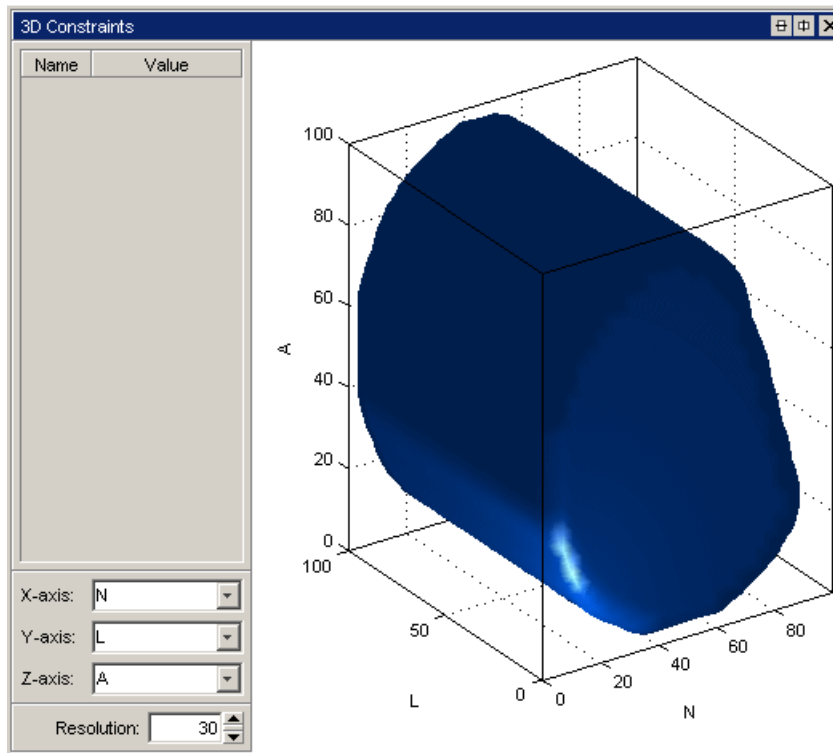 3D Constraints
Name Value
X-axis: N
Y-axis: L
Z-axis: A
Resolution: 30
100
80
60
40
20
0
A
100
50
0
L
0
20
40
60
80
N